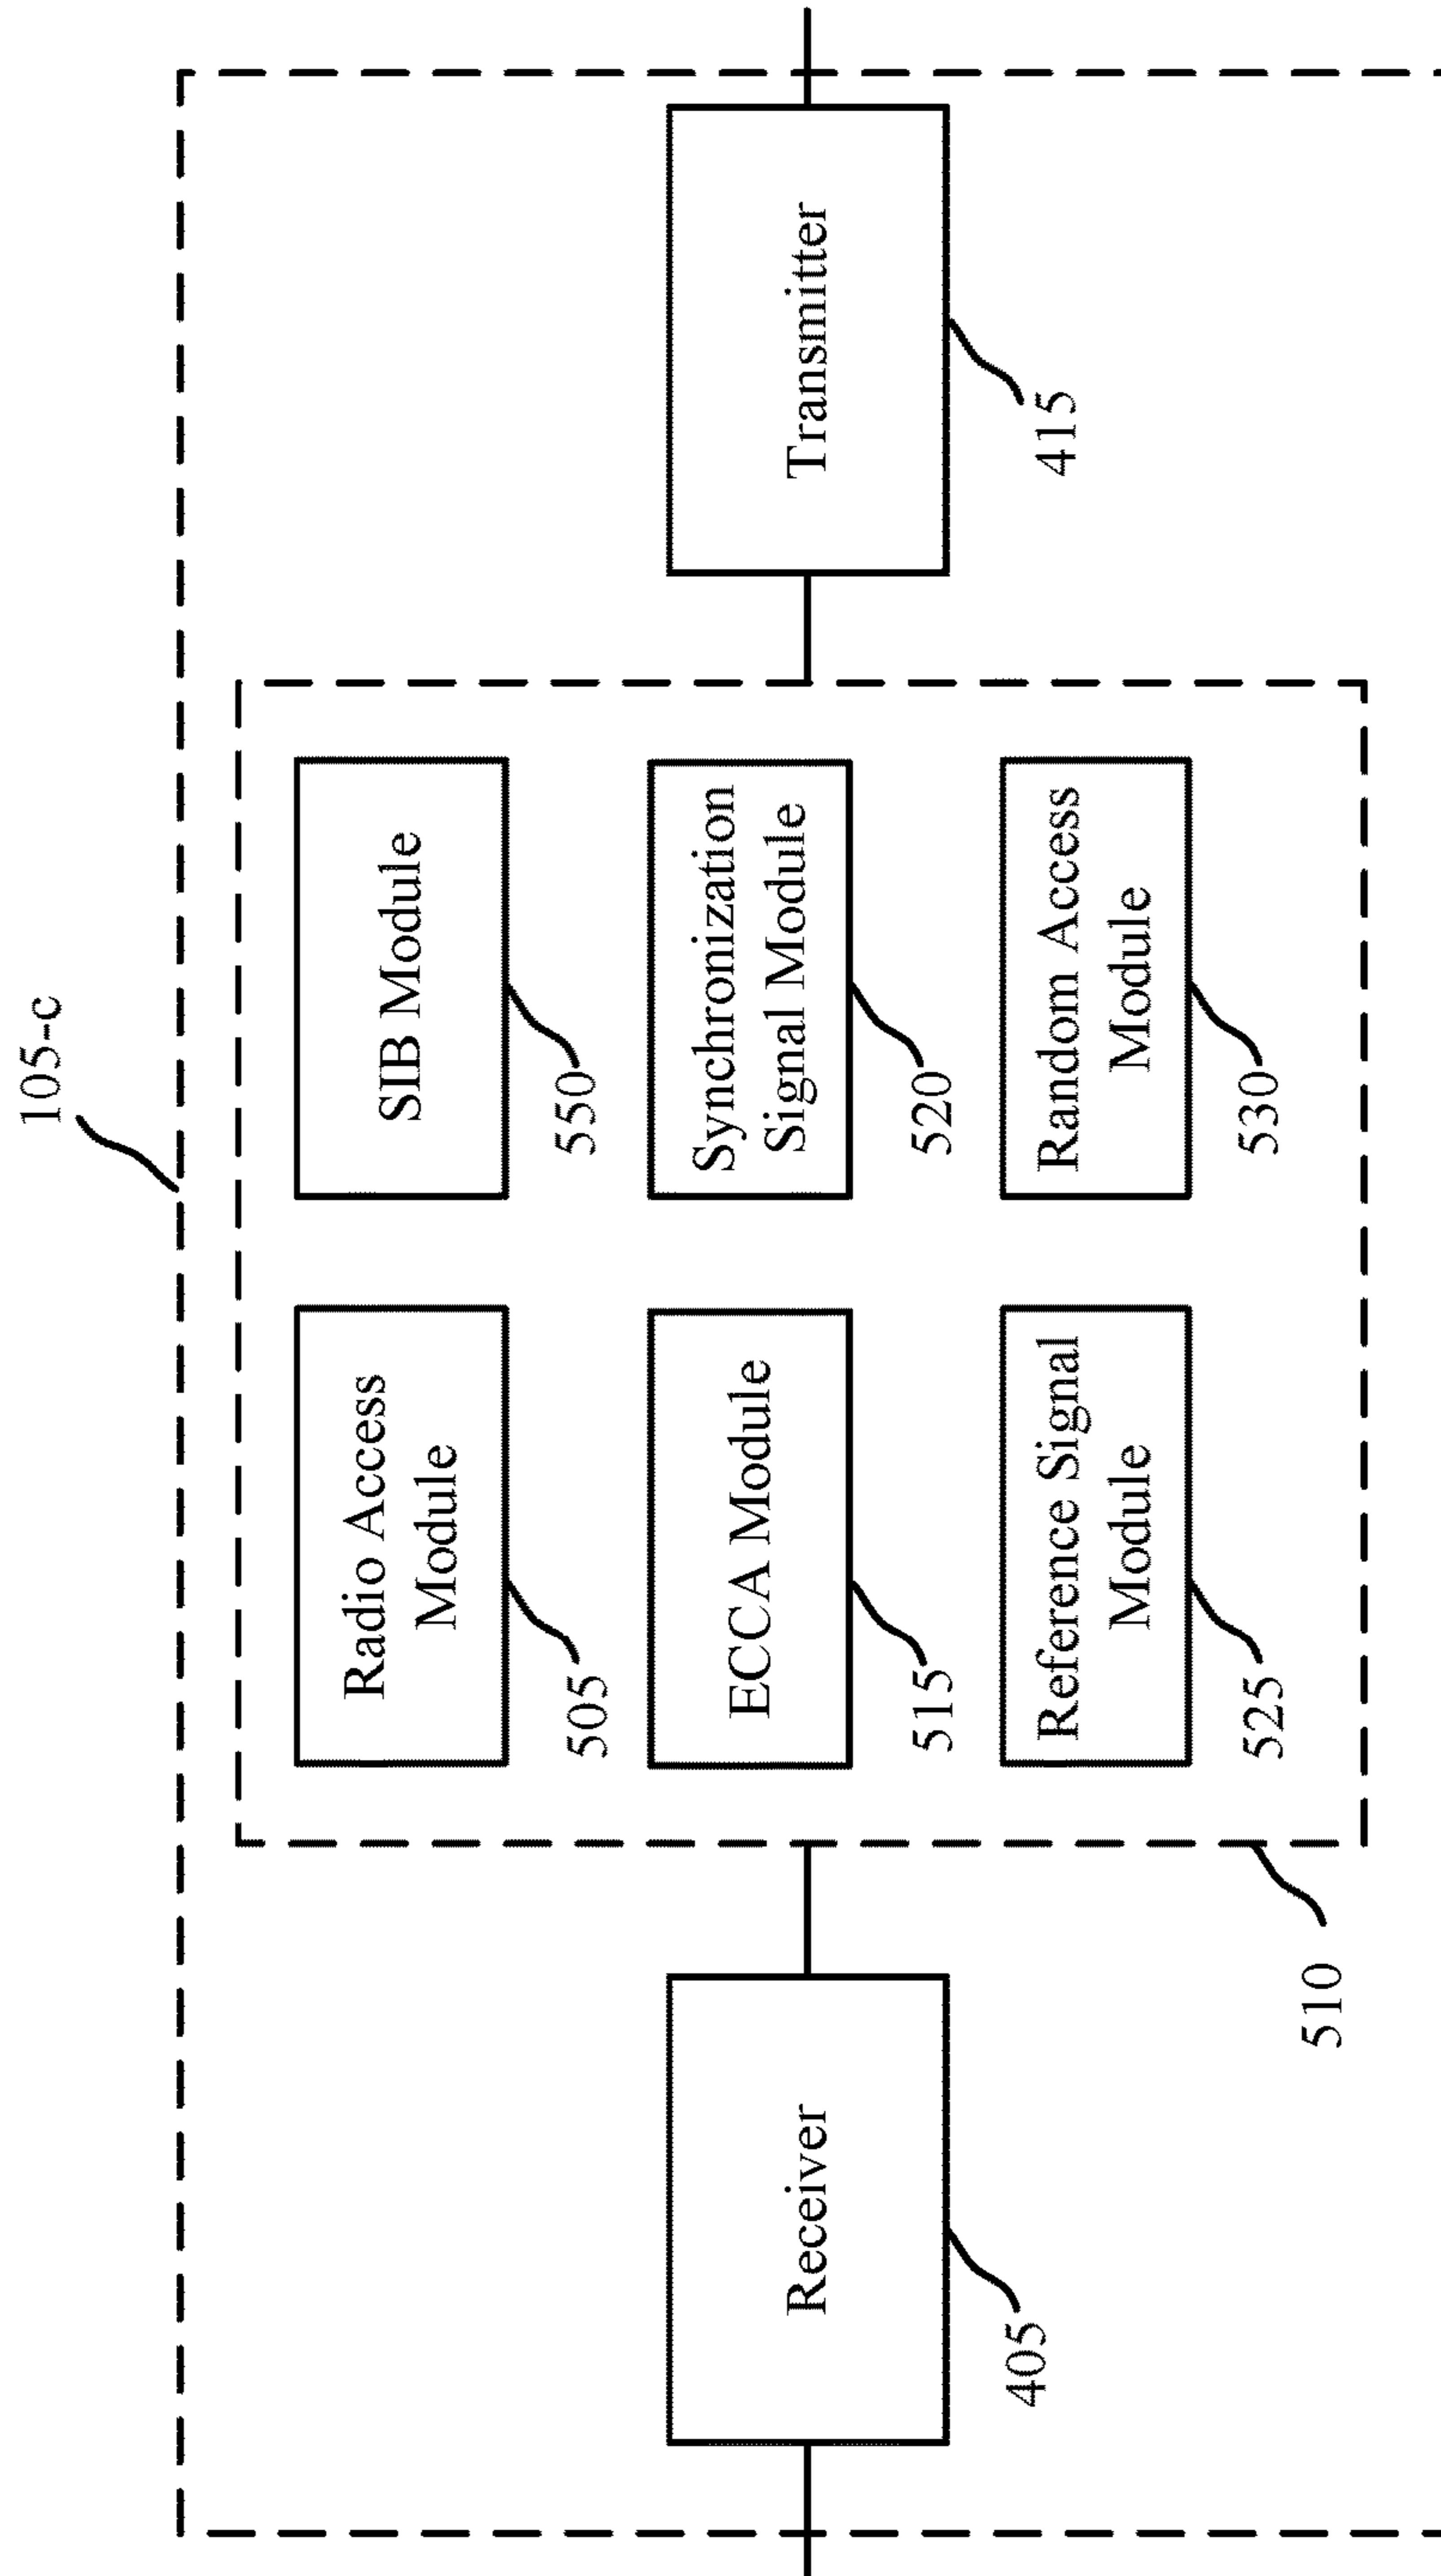 105-c
Radio Access
Module
505
SIB Module
550
Receiver
405
ECCA Module
515
Synchronization
Signal Module
520
Transmitter
415
Reference Signal
Module
525
Random Access
Module
530
510